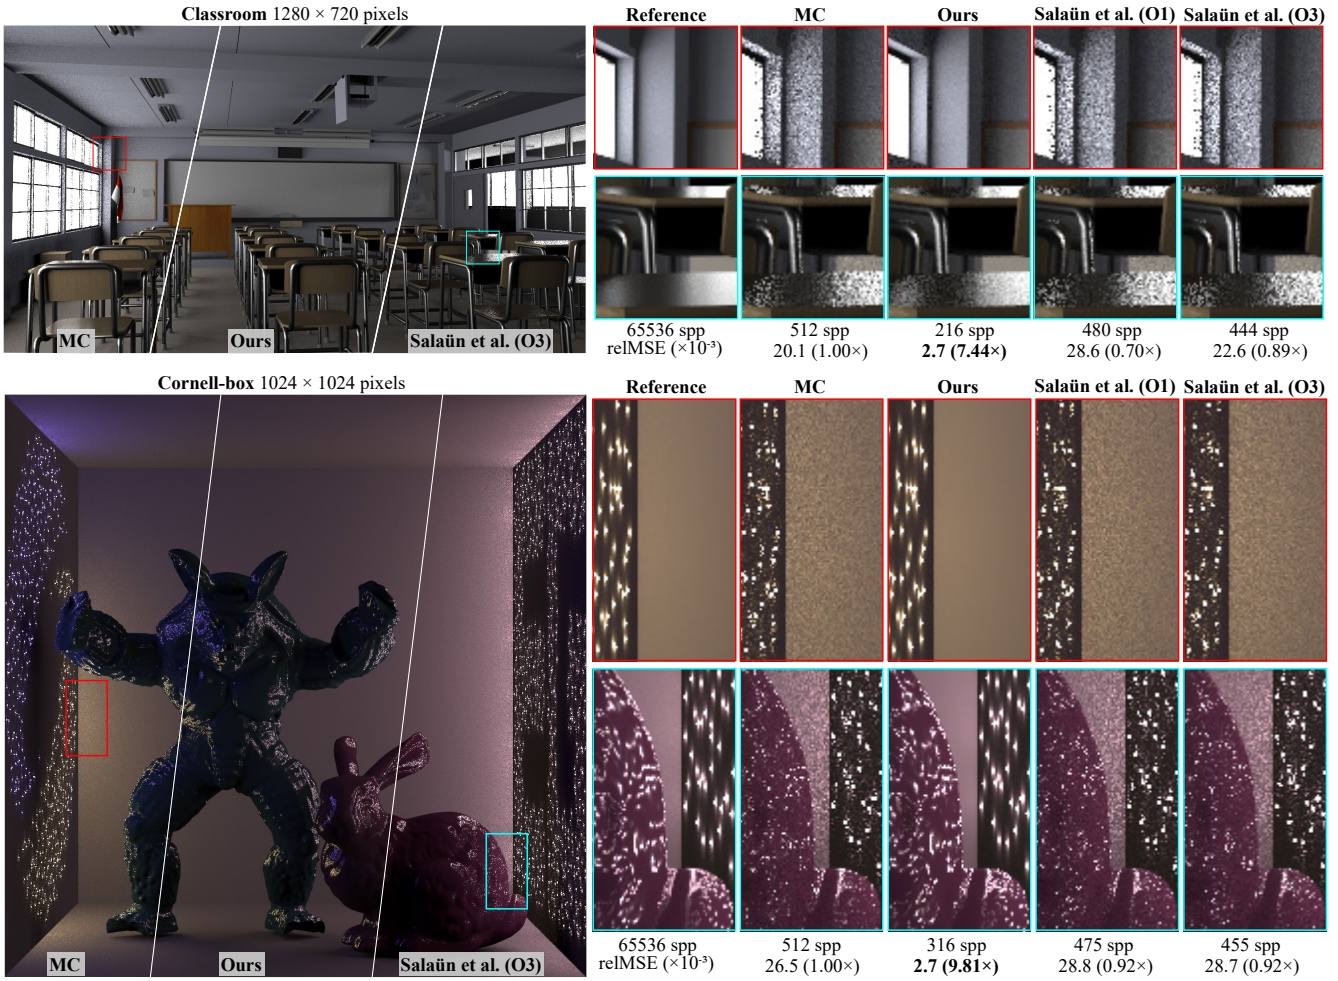 Classroom 1280 × 720 pixels
Reference MC Ours Salaün et al. (O1) Salaün et al. (O3)
MC Ours Salaün et al. (O3)
65536 spp 512 spp 216 spp 480 spp 444 spp
relMSE (×10⁻³) 20.1 (1.00×) 2.7 (7.44×) 28.6 (0.70×) 22.6 (0.89×)
Cornell-box 1024 × 1024 pixels
Reference MC Ours Salaün et al. (O1) Salaün et al. (O3)
MC Ours Salaün et al. (O3)
65536 spp 512 spp 316 spp 475 spp 455 spp
relMSE (×10⁻³) 26.5 (1.00×) 2.7 (9.81×) 28.8 (0.92×) 28.7 (0.92×)